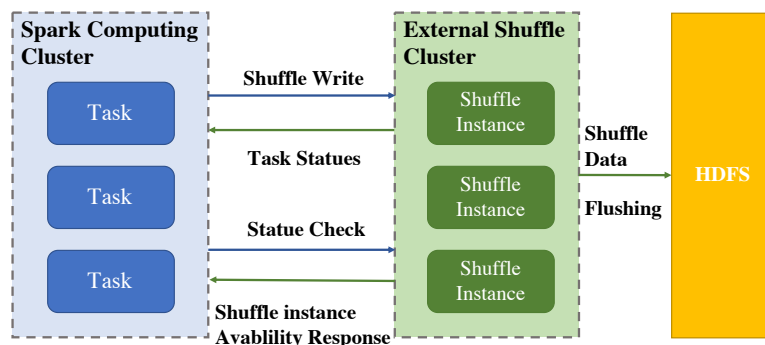 Spark Computing
Cluster
Task
Task
Task
Shuffle Write
Task Statues
Statue Check
Shuffle instance
Avablility Response
External Shuffle
Cluster
Shuffle
Instance
Shuffle
Instance
Shuffle
Instance
Shuffle
Data
Flushing
HDFS